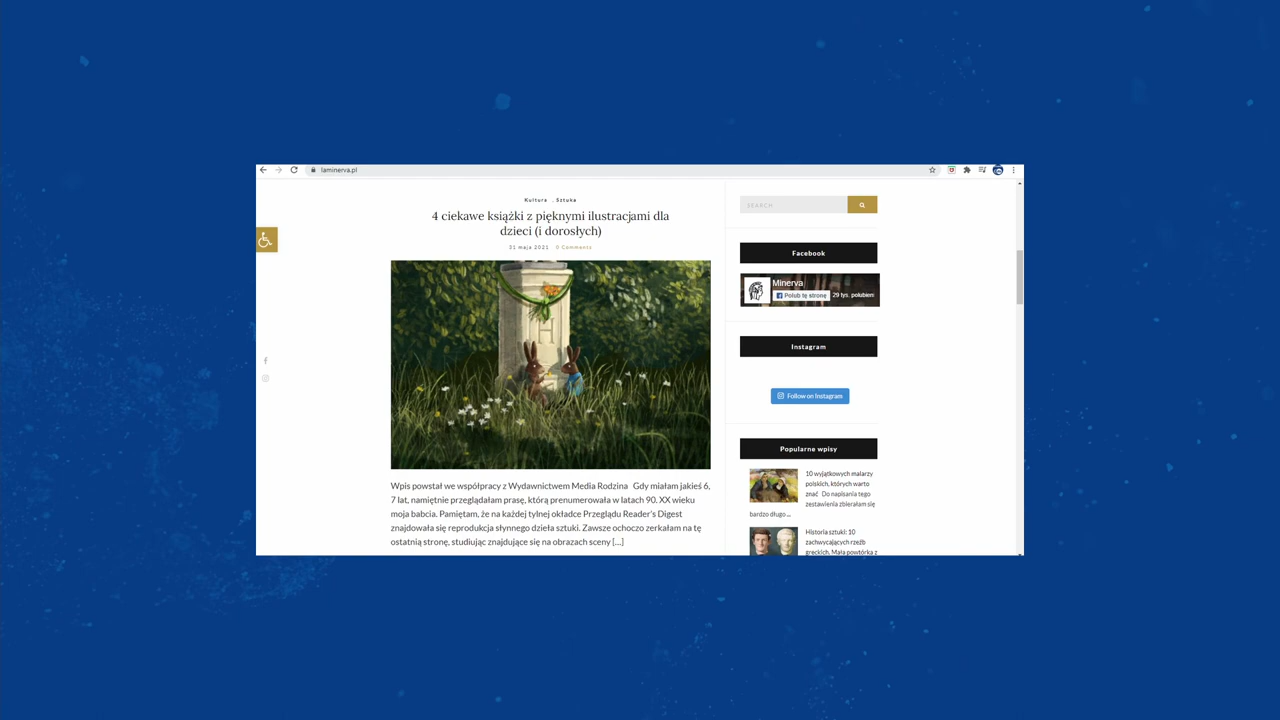 laminerva.pl
Kultura , Sztuka
4 ciekawe książki z pięknymi ilustracjami dla
dzieci (i dorosłych)
31 maja 2021 0 Comments
Wpis powstał we współpracy z Wydawnictwem Media Rodzina Gdy miałam jakieś 6,
7 lat, namiętnie przeglądałam prasę, którą prenumerowała w latach 90. XX wieku
moja babcia. Pamiętam, że na każdej tylnej okładce Przeglądu Reader's Digest
znajdowała się reprodukcja słynnego dzieła sztuki. Zawsze ochoczo zerkałam na tę
ostatnią stronę, studiując znajdujące się na obrazach sceny [...]
SEARCH
Facebook
Minerva
Polub tę stronę 29 tys. polubień
Instagram
Follow on Instagram
Popularne wpisy
10 wyjątkowych malarzy
polskich, których warto
znać Do napisania tego
zestawienia zbierałam się
bardzo długo ...
Historia sztuki: 10
zachwycających rzeźb
greckich. Mała powtórka z